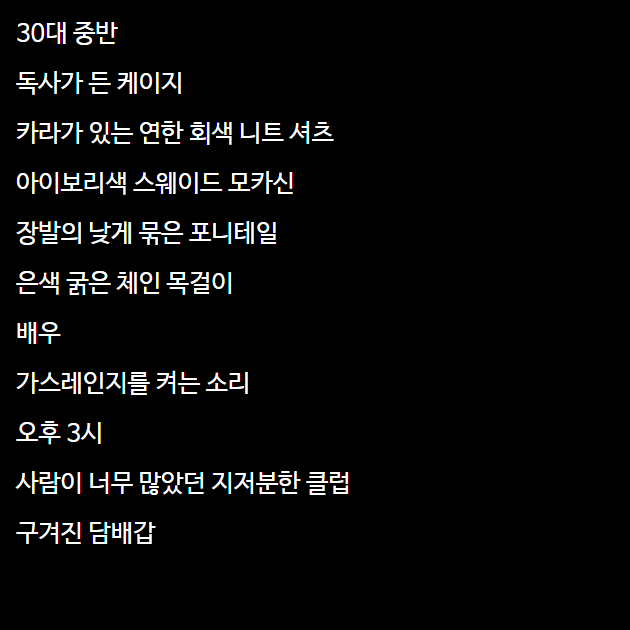 30대 중반
독사가 든 케이지
카라가 있는 연한 회색 니트 셔츠
아이보리색 스웨이드 모카신
장발의 낮게 묶은 포니테일
은색 굵은 체인 목걸이
배우
가스레인지를 켜는 소리
오후 3시
사람이 너무 많았던 지저분한 클럽
구겨진 담배갑